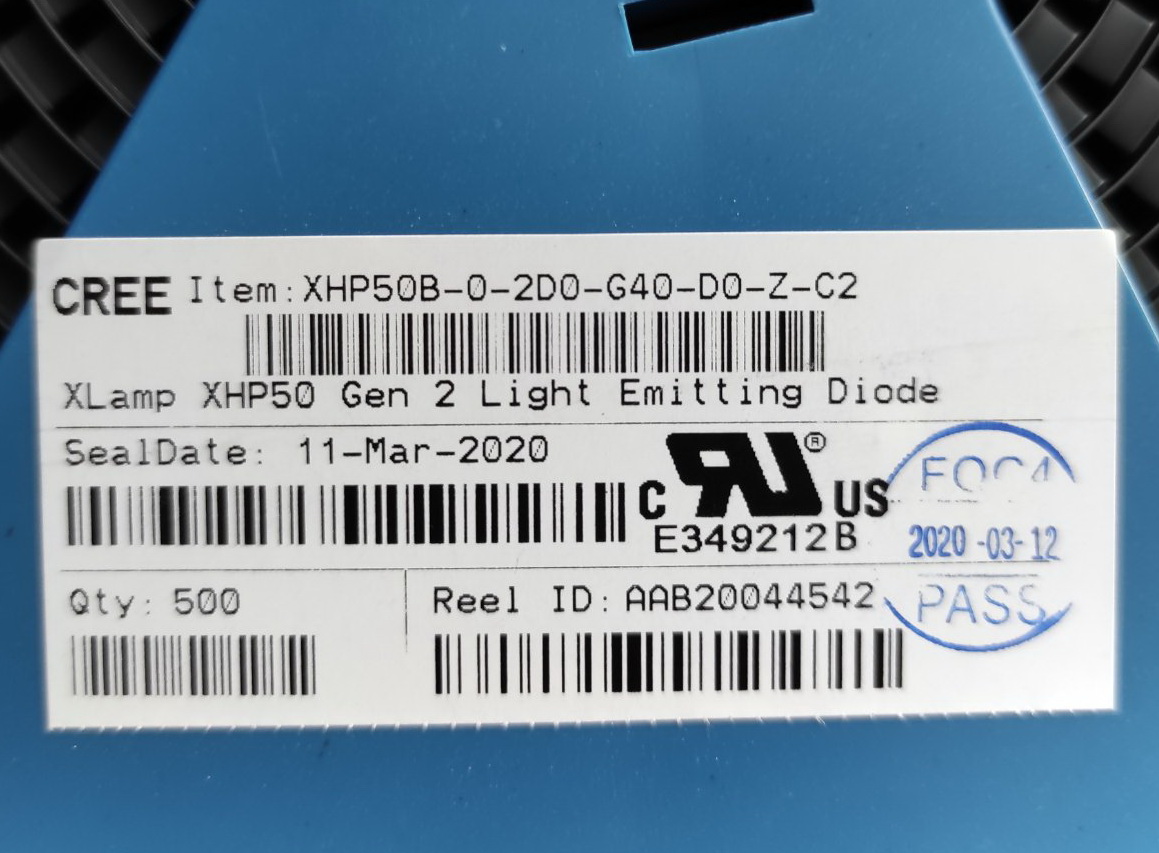 CREE Item:XHP50B-0-2D0-G40-D0-Z-C2
XLamp XHP50 Gen 2 Light Emitting Diode
SealDate: 11-Mar-2020
C RU® US
E349212B
2020-03-12
PASS
Qty: 500
Reel ID:AAB20044542